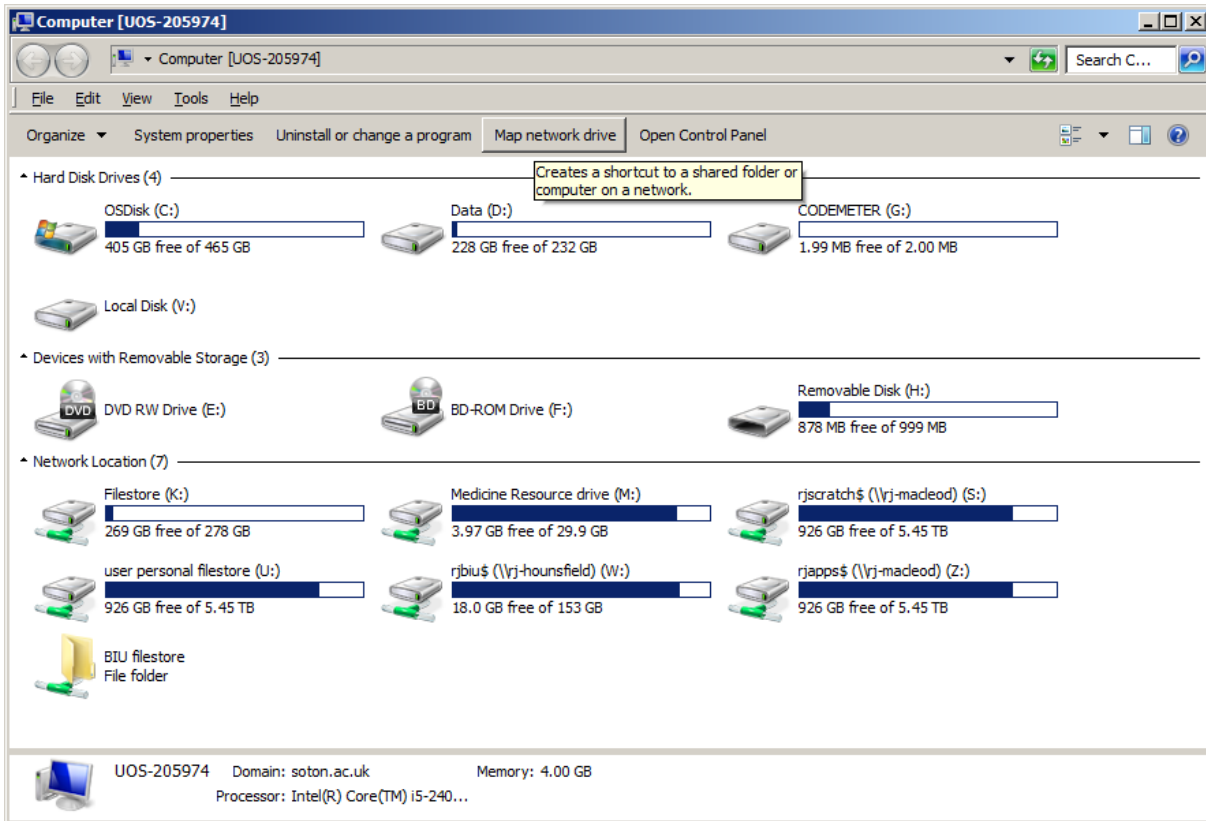 Computer [UOS-205974]
Computer [UOS-205974]
Search C...
File Edit View Tools Help
Organize System properties Uninstall or change a program Map network drive Open Control Panel
Creates a shortcut to a shared folder or
computer on a network.
Hard Disk Drives (4)
OSDisk (C:)
405 GB free of 465 GB
Data (D:)
228 GB free of 232 GB
CODEMETER (G:)
1.99 MB free of 2.00 MB
Local Disk (V:)
Devices with Removable Storage (3)
DVD
DVD RW Drive (E:)
BD
BD-ROM Drive (F:)
Removable Disk (H:)
878 MB free of 999 MB
Network Location (7)
Filestore (K:)
269 GB free of 278 GB
Medicine Resource drive (M:)
3.97 GB free of 29.9 GB
rjscratch$ (\\rj-macleod) (S:)
926 GB free of 5.45 TB
user personal filestore (U:)
926 GB free of 5.45 TB
rjbiu$ (\\rj-hounsfield) (W:)
18.0 GB free of 153 GB
rjapps$ (\\rj-macleod) (Z:)
926 GB free of 5.45 TB
BIU filestore
File folder
UOS-205974 Domain: soton.ac.uk Memory: 4.00 GB
Processor: Intel(R) Core(TM) i5-240...